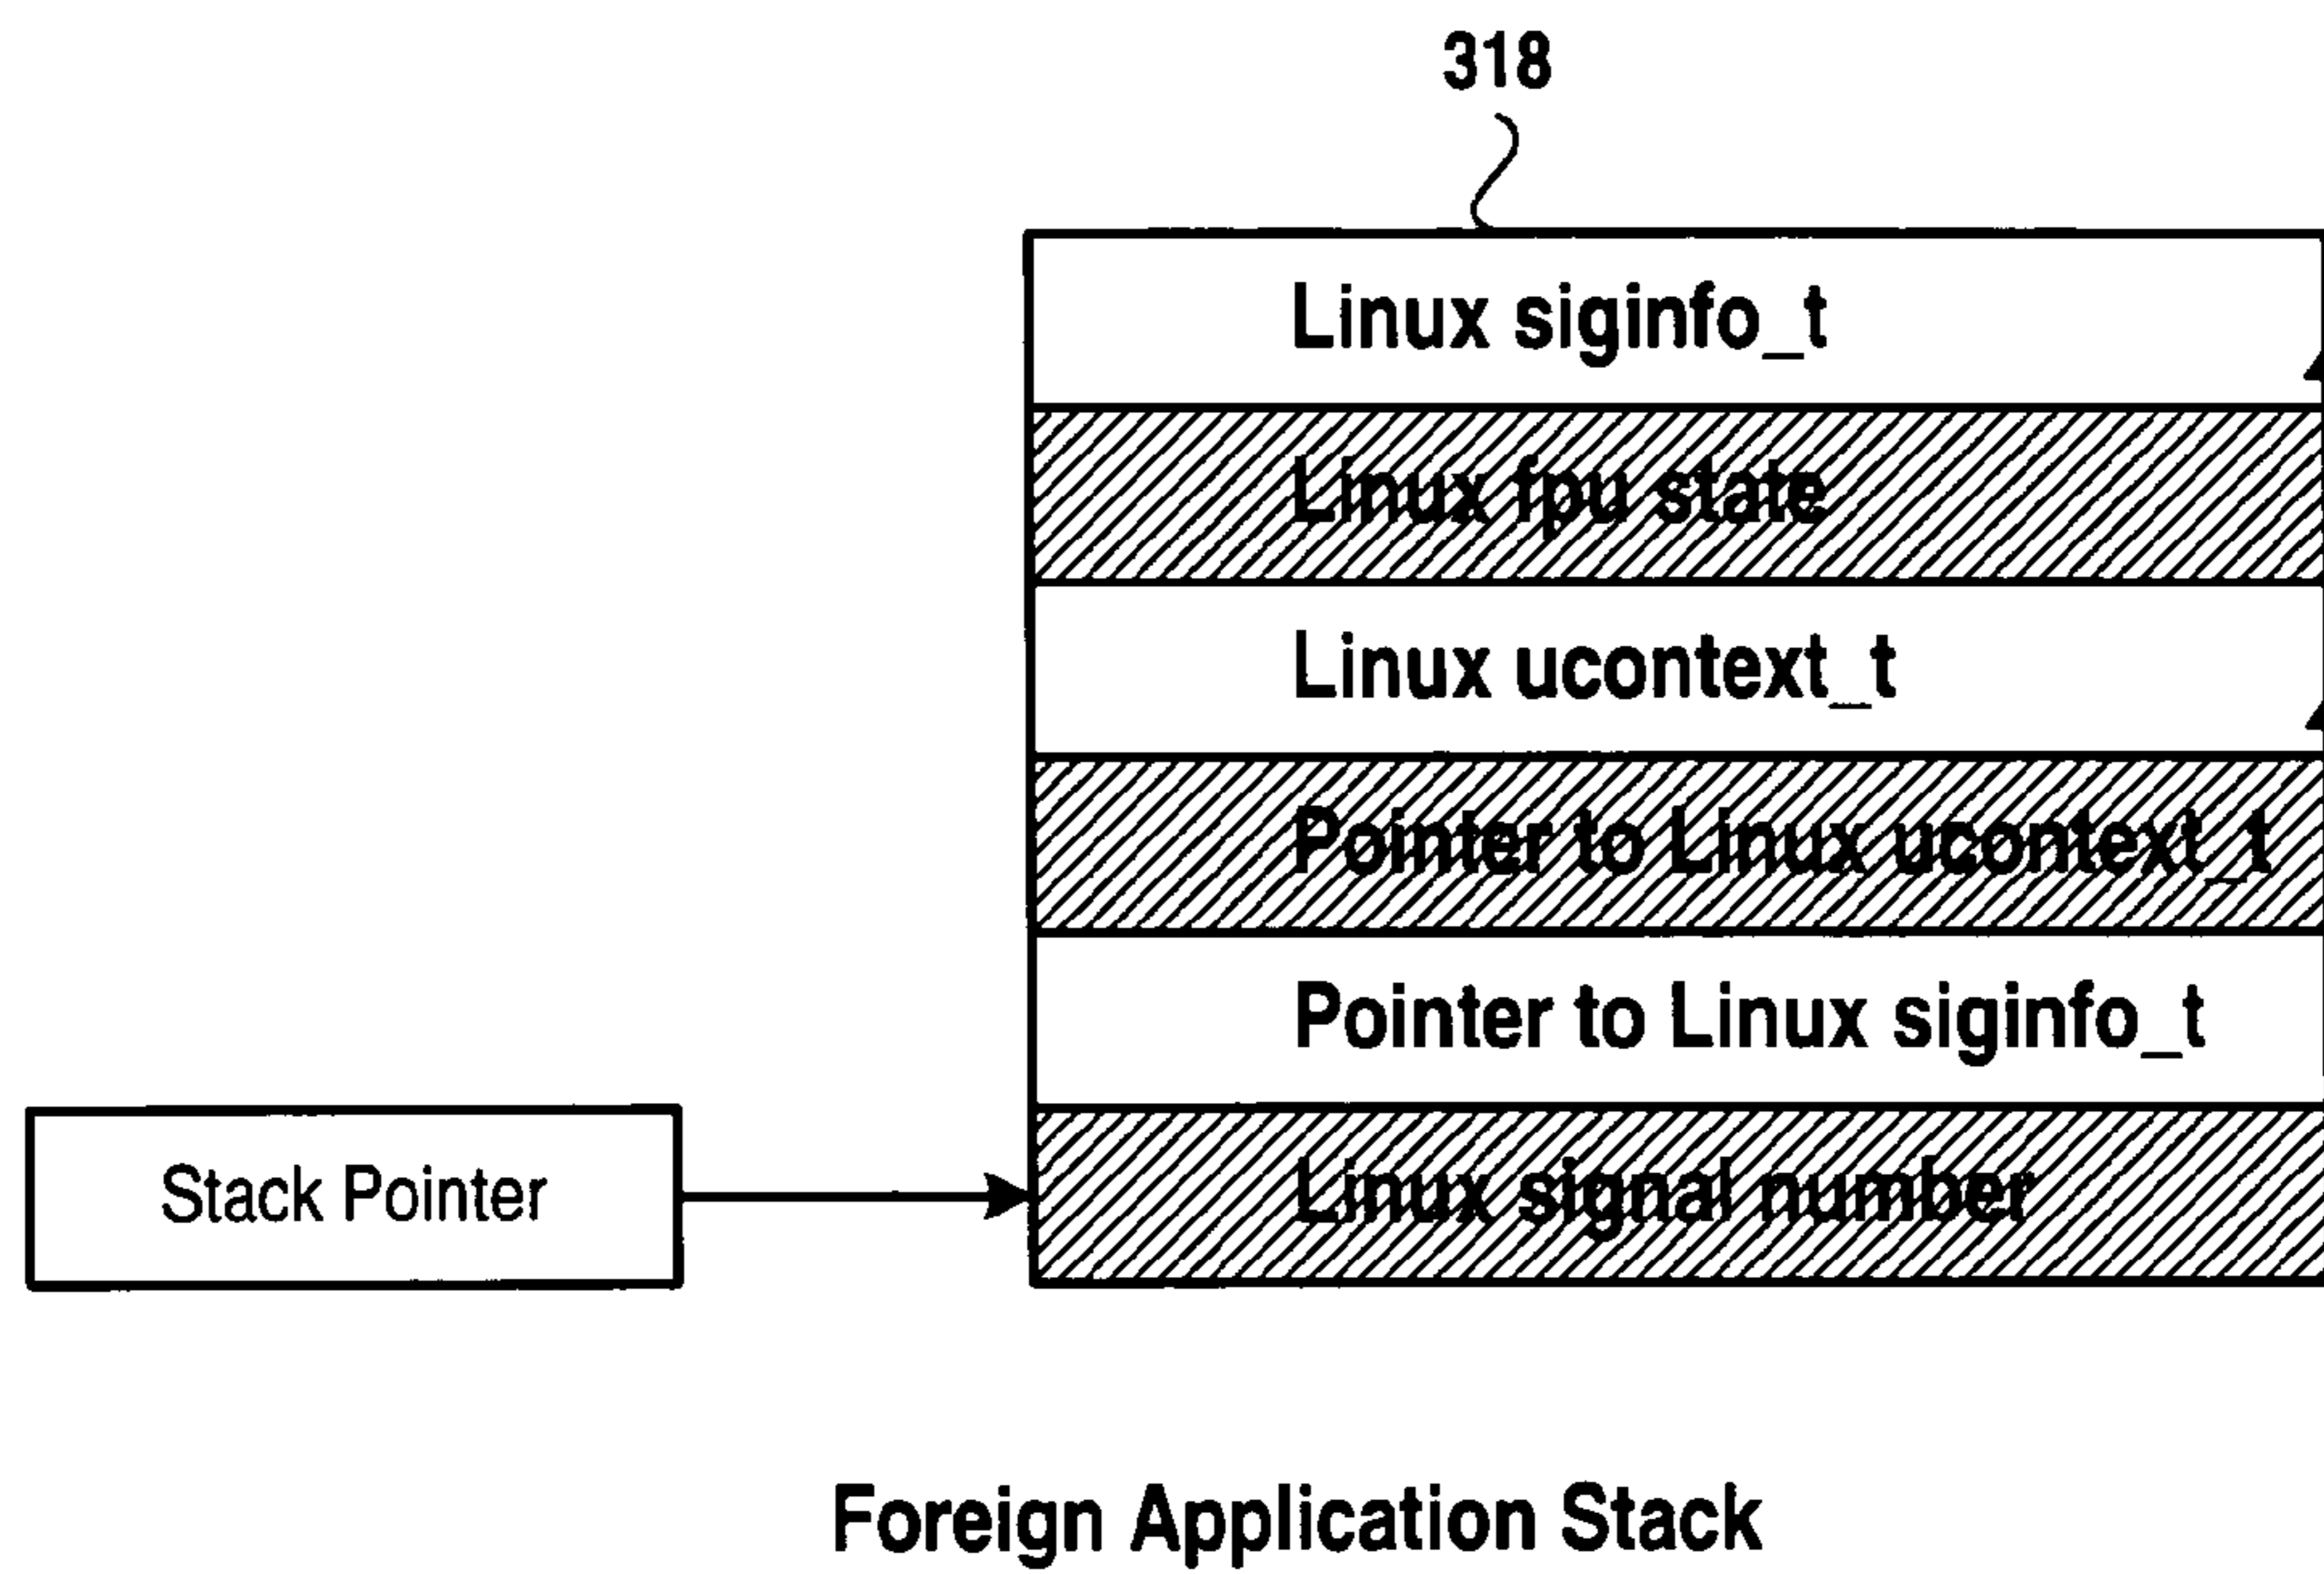 318
Linux siginfo_t
Linux fpu state
Linux ucontext_t
Pointer to Linux ucontext_t
Pointer to Linux siginfo_t
Linux signal number
Stack Pointer
Foreign Application Stack